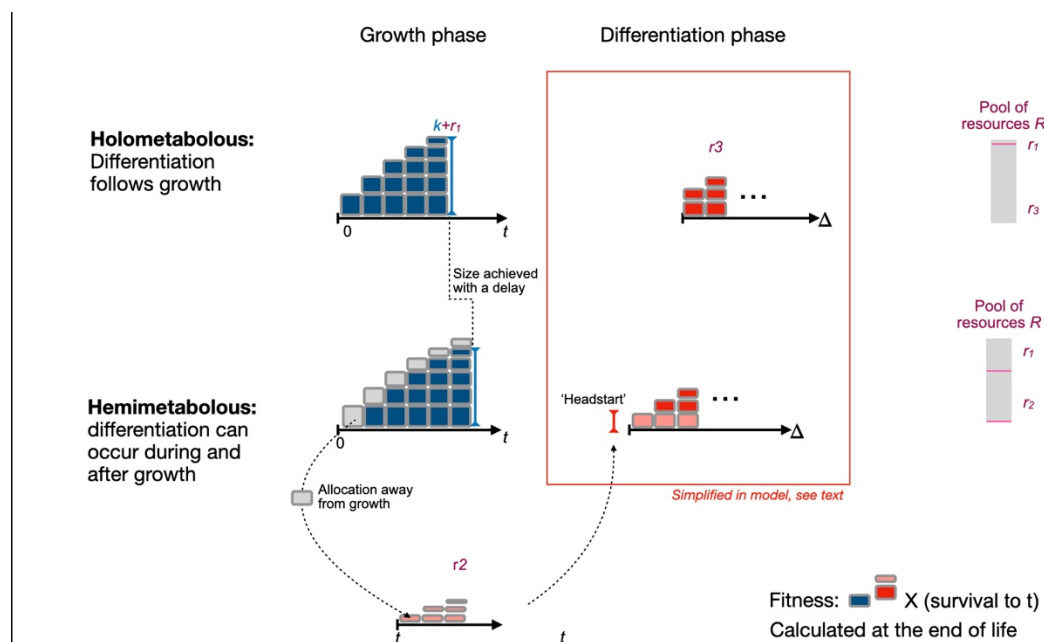 Growth phase
Differentiation phase
Holometabolous:
Differentiation
follows growth
k+r1
0
t
r3
...
Δ
Pool of
resources R
r1
r3
Size achieved
with a delay
Hemimetabolous:
differentiation can
occur during and
after growth
0
t
'Headstart'
...
Δ
Pool of
resources R
r1
r2
Allocation away
from growth
Simplified in model, see text
r2
t
t
Fitness: X (survival to t)
Calculated at the end of life